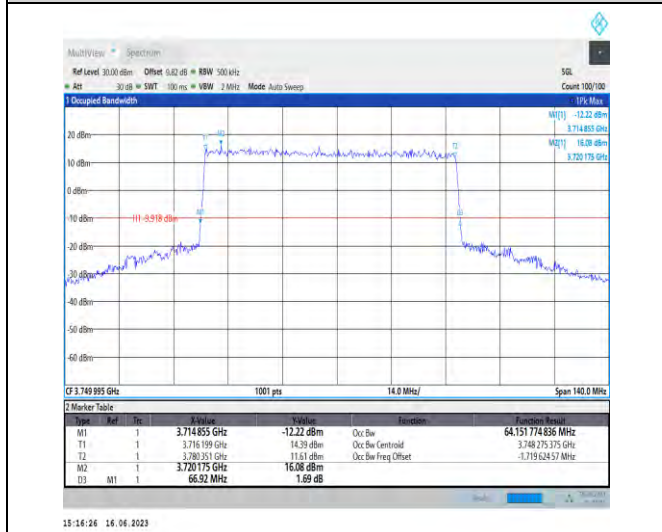 MultiView Spectrum
Ref Level 30.00 dBm Offset 9.82 dB RBW 500 kHz SGL
Att 30 dB SWT 100 ms VBW 2 MHz Mode Auto Sweep Count 100/100
1 Occupied Bandwidth 1Pk Max
M1[1] -12.22 dBm
3.714 855 GHz
M2[1] 16.08 dBm
3.720 175 GHz
20 dBm
10 dBm
0 dBm
-10 dBm H1 -9.918 dBm
-20 dBm
-30 dBm
-40 dBm
-50 dBm
-60 dBm
T1 M2 T2
M1 D3
CF 3.749 995 GHz 1001 pts 14.0 MHz/ Span 140.0 MHz
2 Marker Table
Type Ref Trc X-Value Y-Value Function Function Result
M1 1 3.714 855 GHz -12.22 dBm Occ Bw 64.151 774 836 MHz
T1 1 3.716 199 GHz 14.39 dBm Occ Bw Centroid 3.748 275 375 GHz
T2 1 3.780 351 GHz 11.61 dBm Occ Bw Freq Offset -1.719 624 57 MHz
M2 1 3.720 175 GHz 16.08 dBm
D3 M1 1 66.92 MHz 1.69 dB
15:16:26 16.06.2023